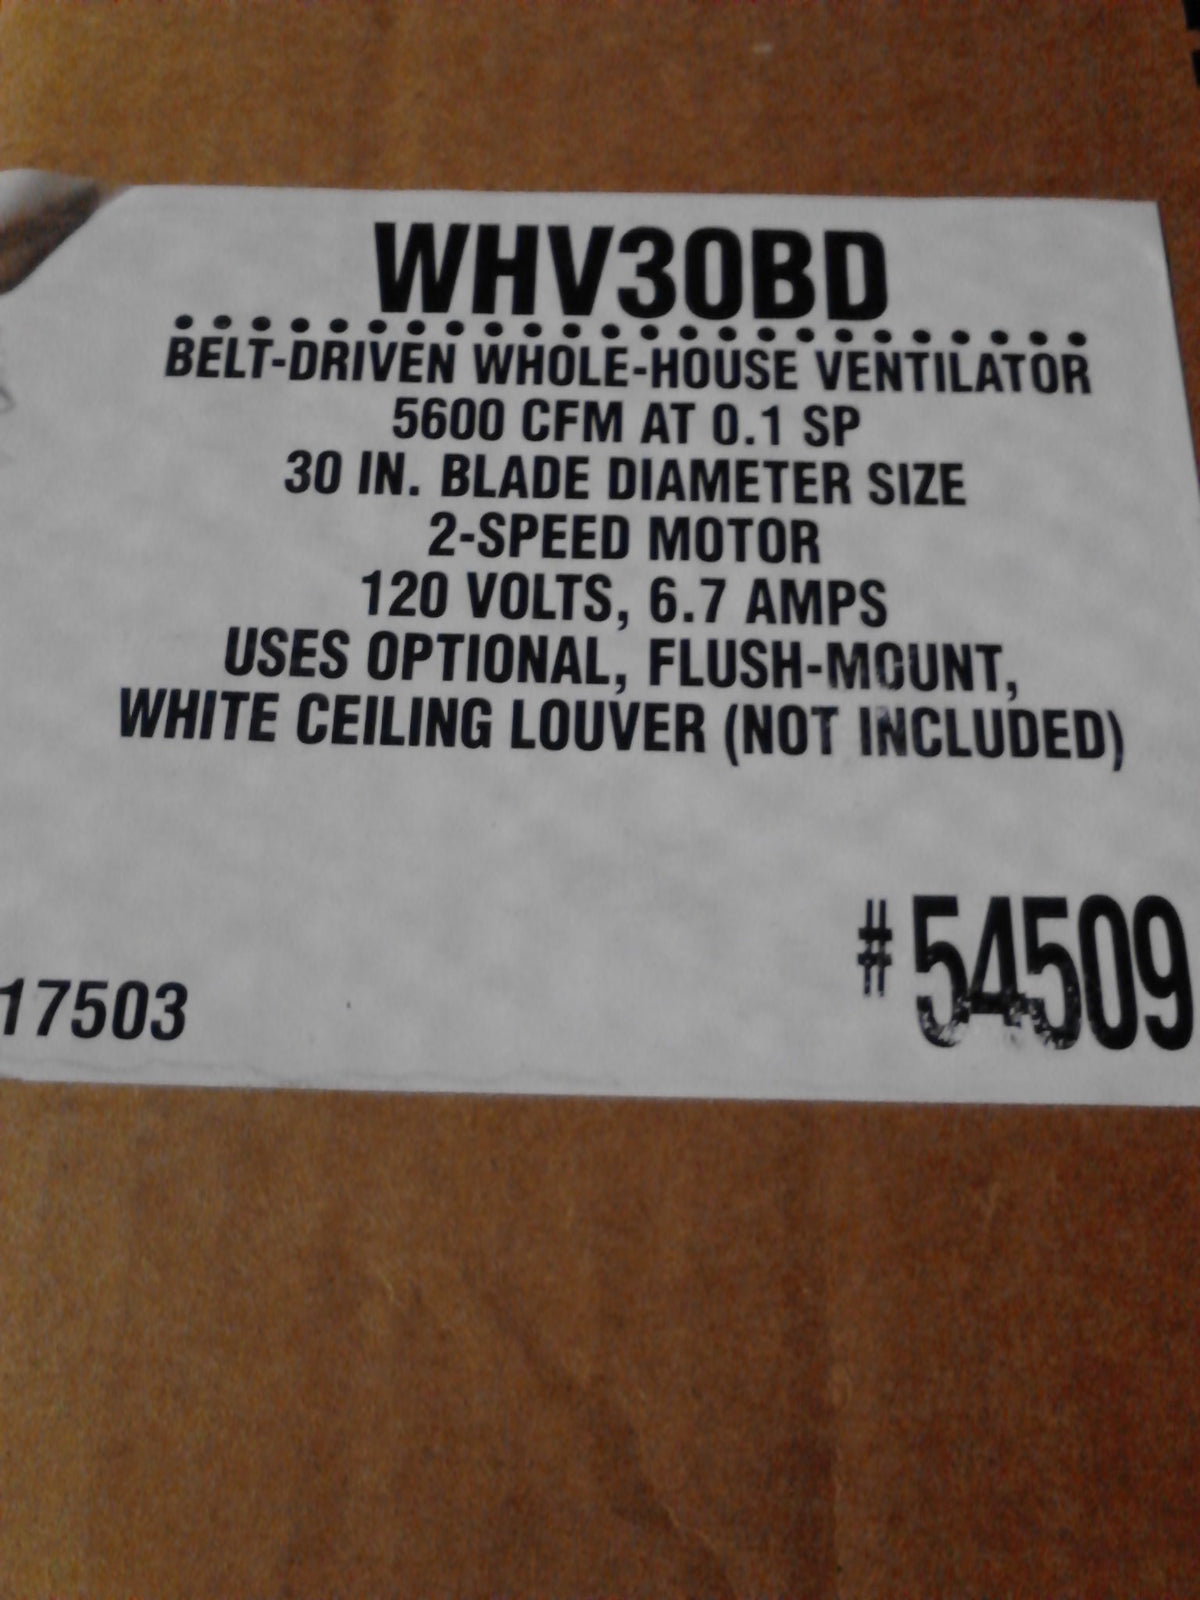 WHV30BD
BELT-DRIVEN WHOLE-HOUSE VENTILATOR
5600 CFM AT 0.1 SP
30 IN. BLADE DIAMETER SIZE
2-SPEED MOTOR
120 VOLTS, 6.7 AMPS
USES OPTIONAL, FLUSH-MOUNT,
WHITE CEILING LOUVER (NOT INCLUDED)
#54509
17503